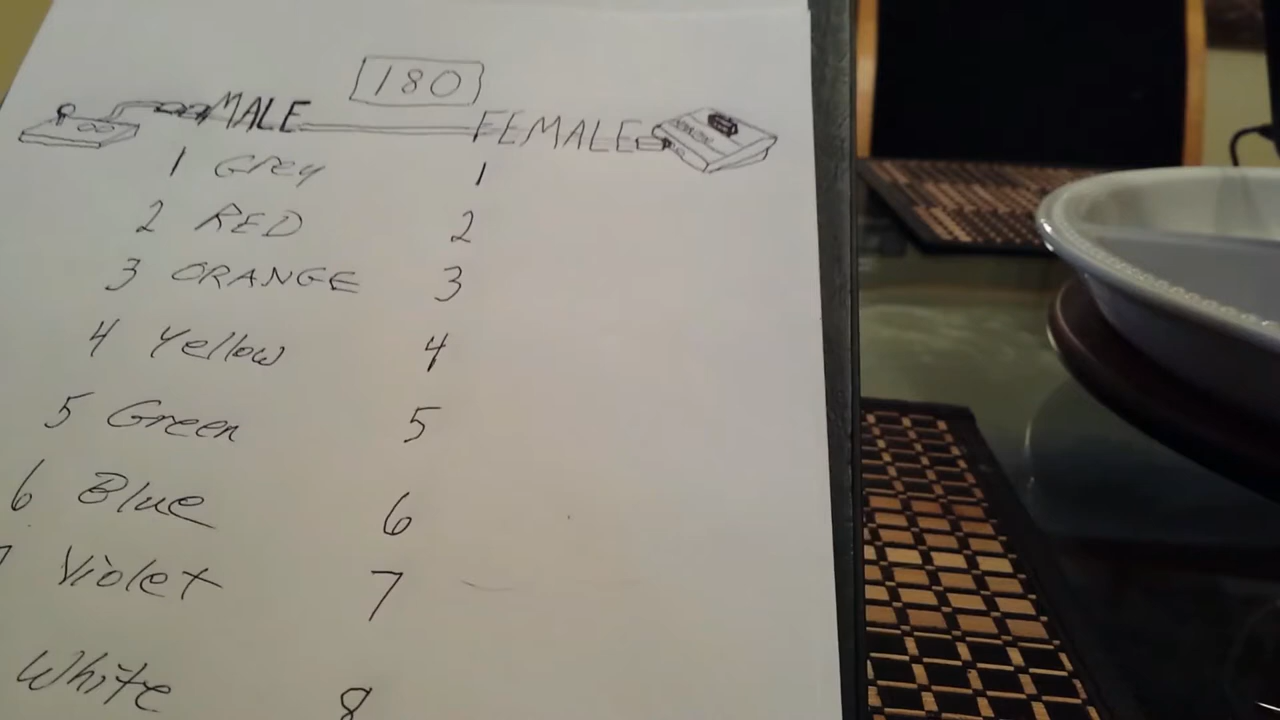 180
MALE FEMALE
1 Grey 1
2 RED 2
3 ORANGE 3
4 Yellow 4
5 Green 5
6 Blue 6
7 Violet 7
White 8